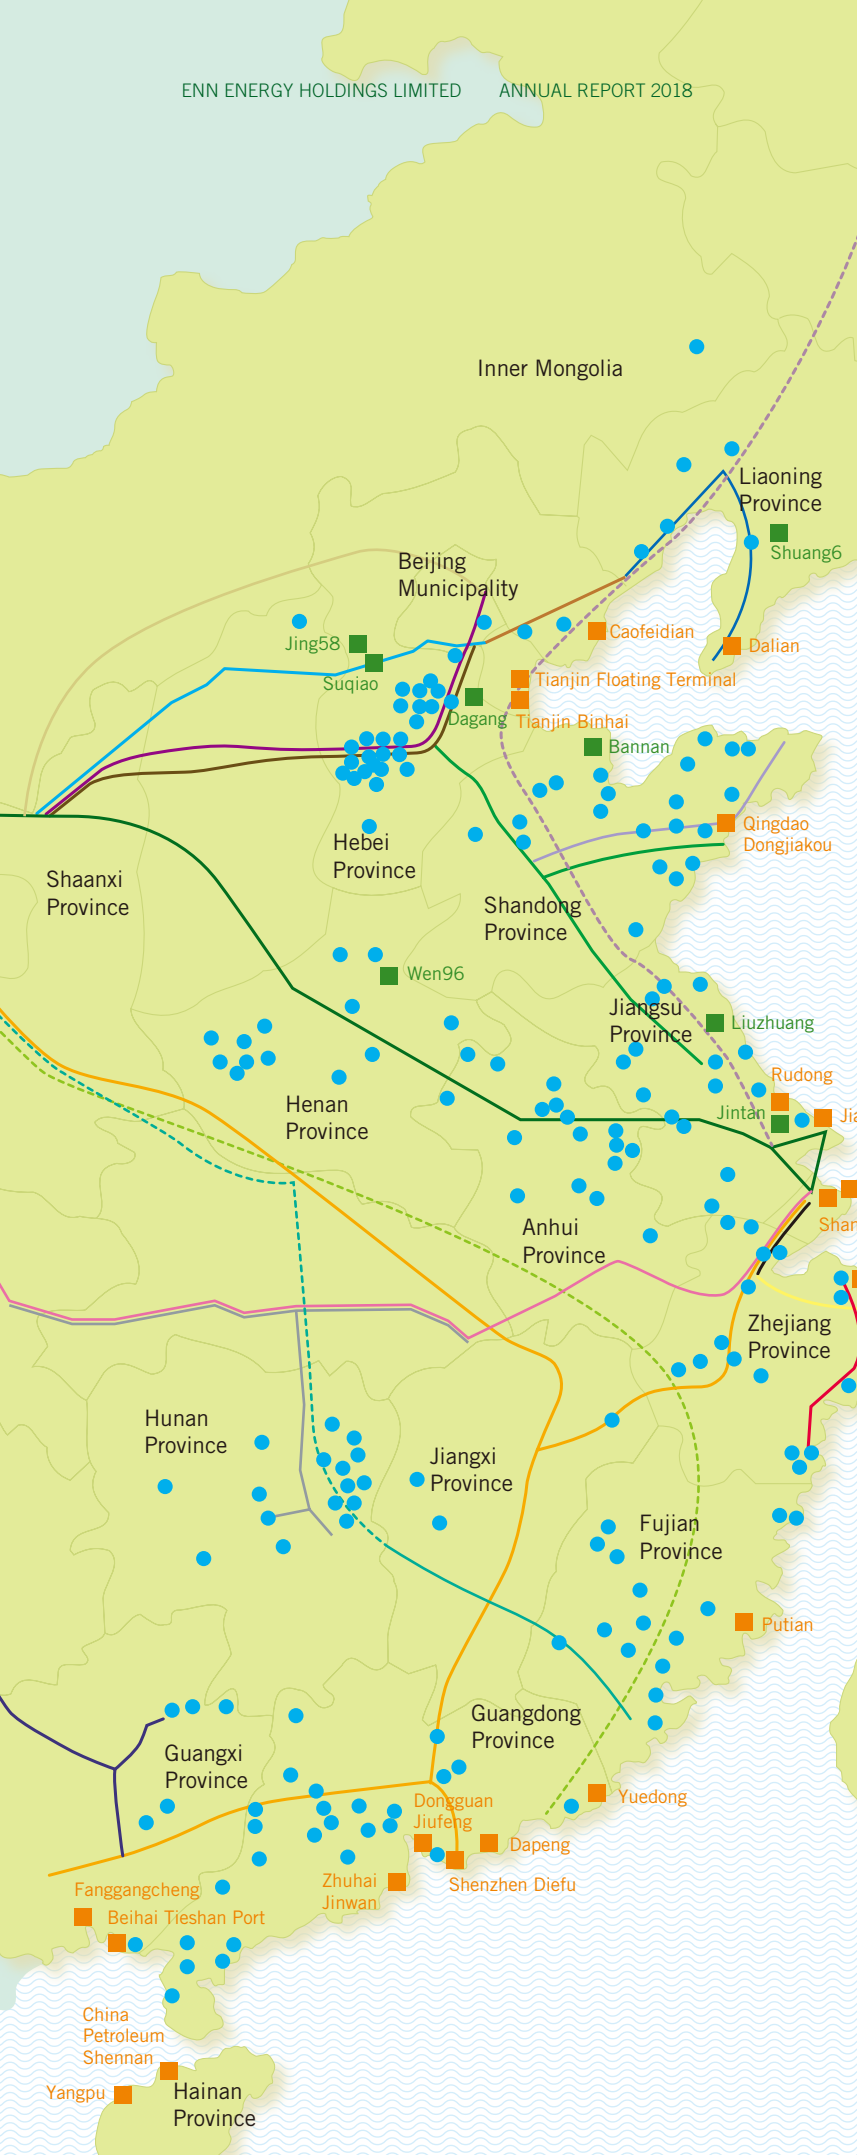 ENN ENERGY HOLDINGS LIMITED ANNUAL REPORT 2018
Inner Mongolia
Liaoning
Province
Shuang6
Beijing
Municipality
Jing58
Caofeidian
Dalian
Suqiao
Tianjin Floating Terminal
Dagang
Tianjin Binhai
Bannan
Qingdao
Dongjiakou
Hebei
Province
Shaanxi
Province
Shandong
Province
Wen96
Jiangsu
Province
Liuzhuang
Rudong
Henan
Province
Jintan
Anhui
Province
Zhejiang
Province
Hunan
Province
Jiangxi
Province
Fujian
Province
Putian
Guangdong
Province
Guangxi
Province
Yuedong
Dongguan
Jiufeng
Dapeng
Zhuhai
Jinwan
Shenzhen Diefu
Fanggangcheng
Beihai Tieshan Port
China
Petroleum
Shennan
Yangpu
Hainan
Province